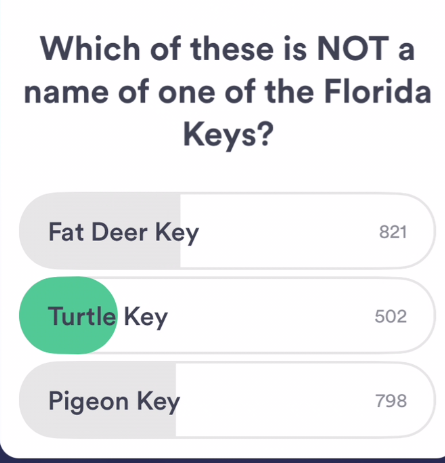 Which of these is NOT a
name of one of the Florida
Keys?
Fat Deer Key 821
Turtle Key 502
Pigeon Key 798